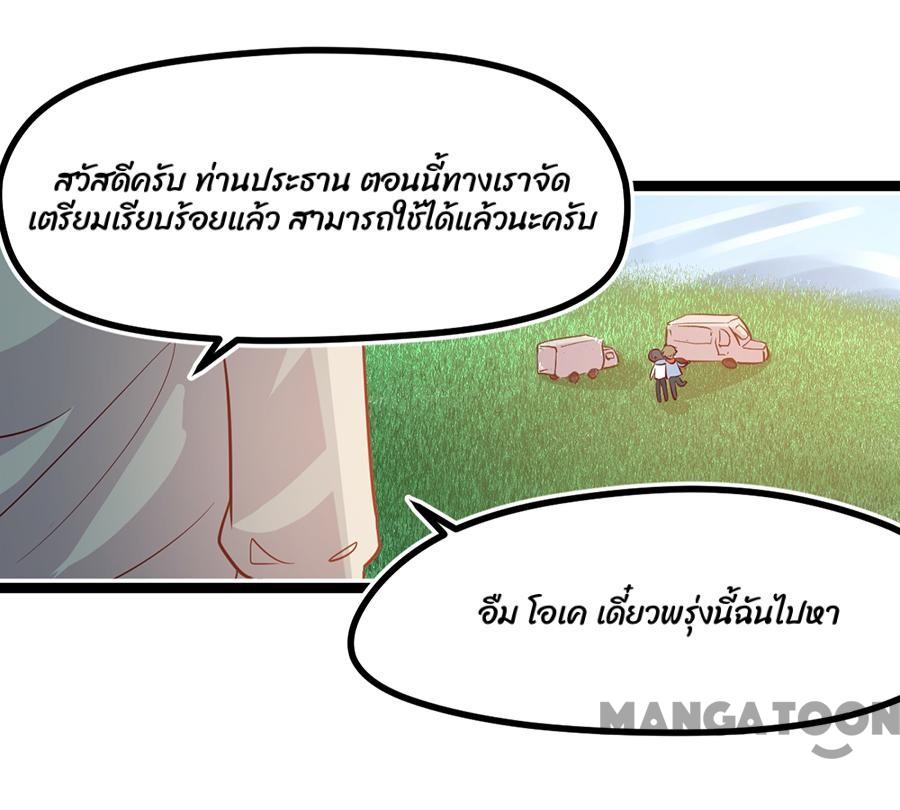 สวัสดีครับ ท่านประธาน ตอนนี้ทางเราจัด
เตรียมเรียบร้อยแล้ว สามารถใช้ได้แล้วนะครับ
อืม โอเค เดี๋ยวพรุ่งนี้ฉันไปหา
MANGATOON